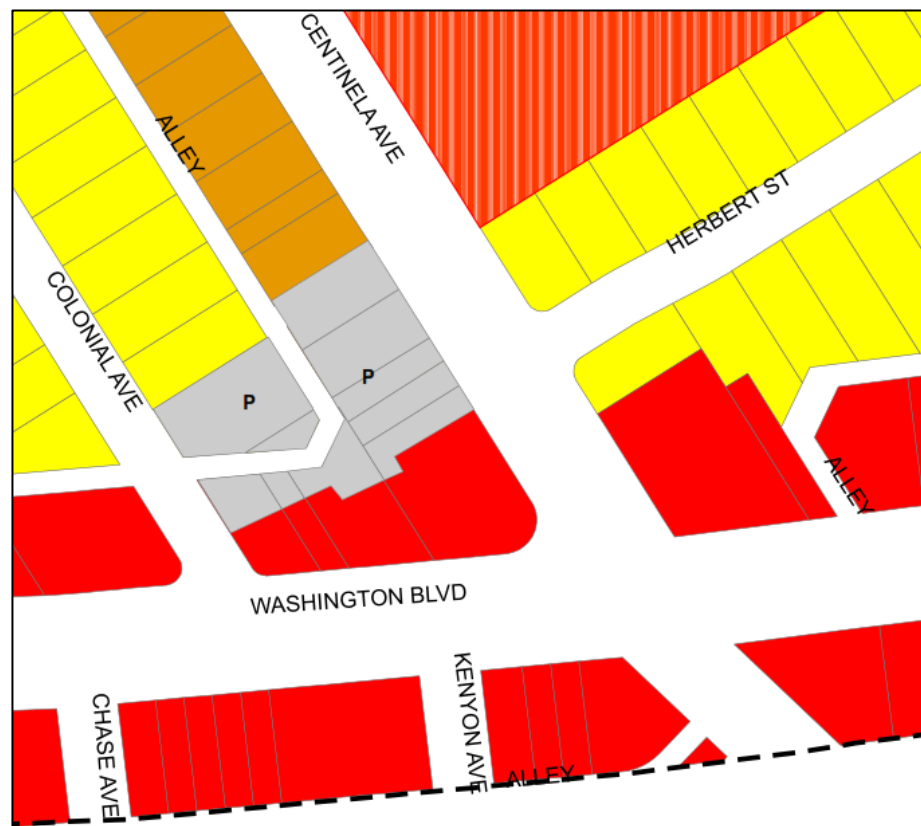 CENTINELA AVE
ALLEY
HERBERT ST
COLONIAL AVE
P
P
ALLEY
WASHINGTON BLVD
KENYON AVE
CHASE AVE
ALLEY